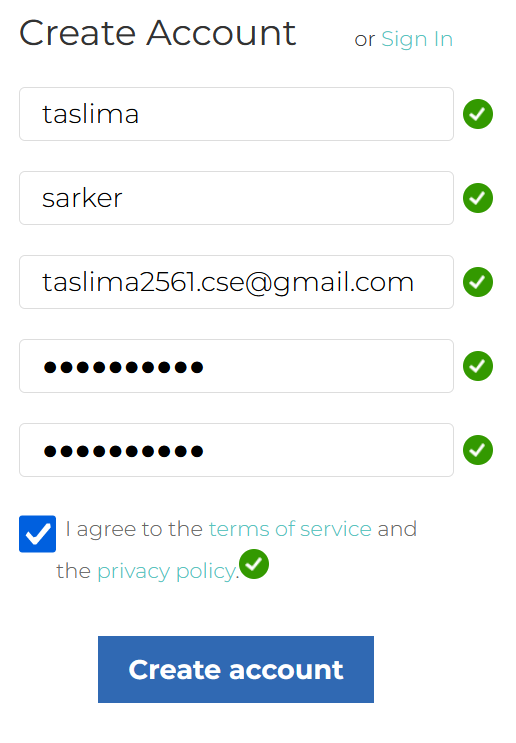 Create Account or Sign In
taslima
sarker
taslima2561.cse@gmail.com
●●●●●●●●●●
●●●●●●●●●●
I agree to the terms of service and
the privacy policy.
Create account